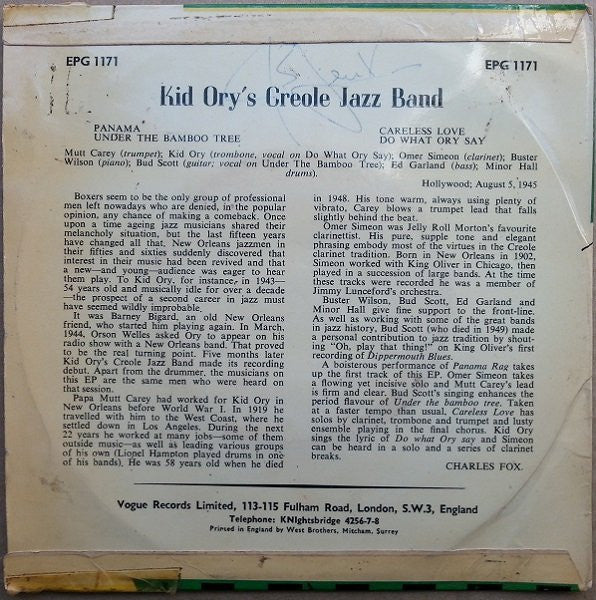 EPG 1171
EPG 1171
Kid Ory's Creole Jazz Band
PANAMA
UNDER THE BAMBOO TREE
CARELESS LOVE
DO WHAT ORY SAY
Mutt Carey (trumpet); Kid Ory (trombone, vocal on Do What Ory Say); Omer Simeon (clarinet); Buster
Wilson (piano); Bud Scott (guitar; vocal on Under The Bamboo Tree); Ed Garland (bass); Minor Hall
drums).
Hollywood; August 5, 1945
Boxers seem to be the only group of professional
men left nowadays who are denied, in the popular
opinion, any chance of making a comeback. Once
upon a time ageing jazz musicians shared their
melancholy situation, but the last fifteen years
have changed all that. New Orleans jazzmen in
their fifties and sixties suddenly discovered that
interest in their music had been revived and that
a new—and young—audience was eager to hear
them play. To Kid Ory, for instance, in 1943—
54 years old and musically idle for over a decade
—the prospect of a second career in jazz must
have seemed wildly improbable.
It was Barney Bigard, an old New Orleans
friend, who started him playing again. In March,
1944, Orson Welles asked Ory to appear on his
radio show with a New Orleans band. That proved
to be the real turning point. Five months later
Kid Ory's Creole Jazz Band made its recording
debut. Apart from the drummer, the musicians on
this EP are the same men who were heard on
that session.
Papa Mutt Carey had worked for Kid Ory in
New Orleans before World War I. In 1919 he
travelled with him to the West Coast, where he
settled down in Los Angeles. During the next
22 years he worked at many jobs—some of them
outside music—as well as leading various groups
of his own (Lionel Hampton played drums in one
of his bands). He was 58 years old when he died
in 1948. His tone warm, always using plenty of
vibrato, Carey blows a trumpet lead that falls
slightly behind the beat.
Omer Simeon was Jelly Roll Morton's favourite
clarinettist. His pure, supple tone and elegant
phrasing embody most of the virtues in the Creole
clarinet tradition. Born in New Orleans in 1902,
Simeon worked with King Oliver in Chicago, then
played in a succession of large bands. At the time
these tracks were recorded he was a member of
Jimmy Lunceford's orchestra.
Buster Wilson, Bud Scott, Ed Garland and
Minor Hall give fine support to the front-line.
As well as working with some of the great bands
in jazz history, Bud Scott (who died in 1949) made
a personal contribution to jazz tradition by shout-
ing "Oh, play that thing!" on King Oliver's first
recording of Dippermouth Blues.
A boisterous performance of Panama Rag takes
up the first track of this EP. Omer Simeon takes
a flowing yet incisive solo and Mutt Carey's lead
is firm and clear. Bud Scott's singing enhances the
period flavour of Under the bamboo tree. Taken
at a faster tempo than usual, Careless Love has
solos by clarinet, trombone and trumpet and lusty
ensemble playing in the final chorus. Kid Ory
sings the lyric of Do what Ory say and Simeon
can be heard in a solo and a series of clarinet
breaks.
CHARLES FOX.
Vogue Records Limited, 113-115 Fulham Road, London, S.W.3, England
Telephone: KNIghtsbridge 4256-7-8
Printed in England by West Brothers, Mitcham, Surrey